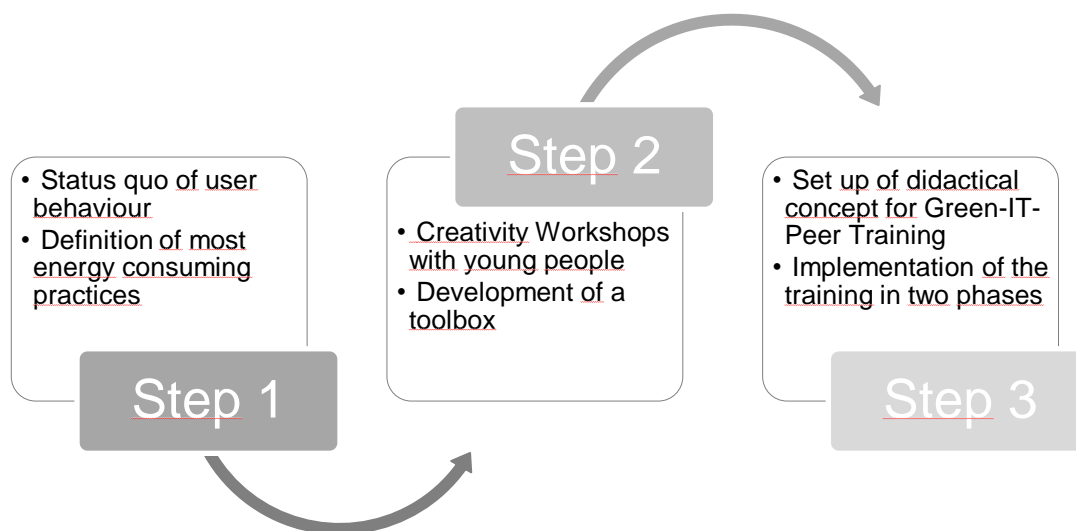 • Status quo of user
behaviour
• Definition of most
energy consuming
practices
Step 1
Step 2
• Creativity Workshops
with young people
• Development of a
toolbox
• Set up of didactical
concept for Green-IT-
Peer Training
• Implementation of the
training in two phases
Step 3